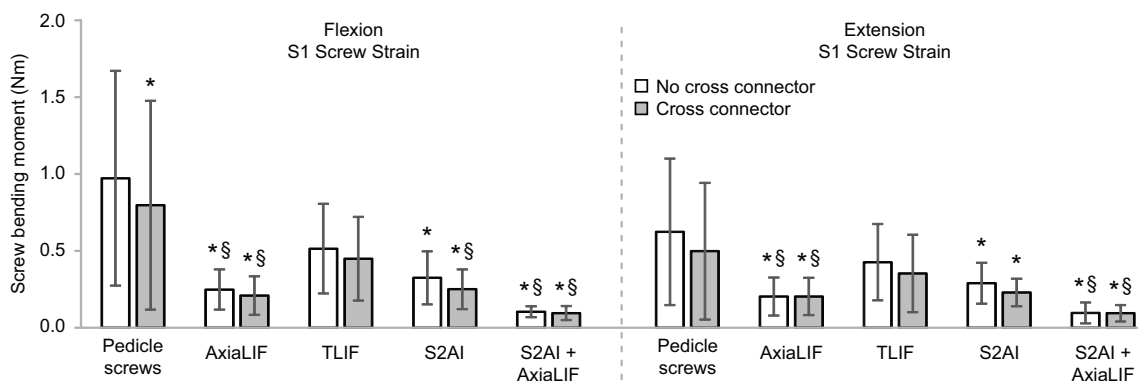 Screw bending moment (Nm)
2.0
1.5
1.0
0.5
0.0
Flexion
S1 Screw Strain
*
*§ *§
*
*§
*§ *§
Pedicle
screws
AxiaLIF
TLIF
S2AI
S2AI +
AxiaLIF
Extension
S1 Screw Strain
No cross connector
Cross connector
*§ *§
*
*
*§ *§
Pedicle
screws
AxiaLIF
TLIF
S2AI
S2AI +
AxiaLIF